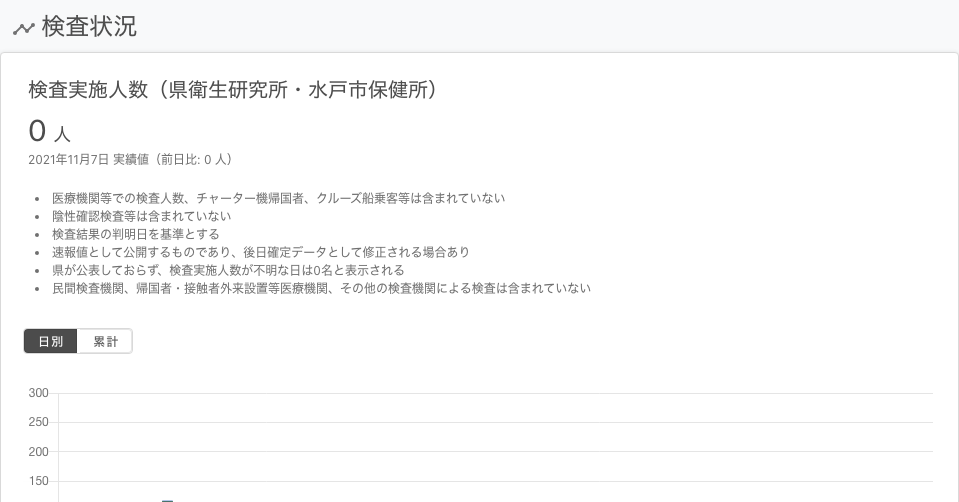 検査状況
検査実施人数（県衛生研究所・水戸市保健所）
0 人
2021年11月7日 実績値（前日比: 0 人）
• 医療機関等での検査人数、チャーター機帰国者、クルーズ船乗客等は含まれていない
• 陰性確認検査等は含まれていない
• 検査結果の判明日を基準とする
• 速報値として公開するものであり、後日確定データとして修正される場合あり
• 県が公表しておらず、検査実施人数が不明な日は0名と表示される
• 民間検査機関、帰国者・接触者外来設置等医療機関、その他の検査機関による検査は含まれていない
日別 累計
300
250
200
150